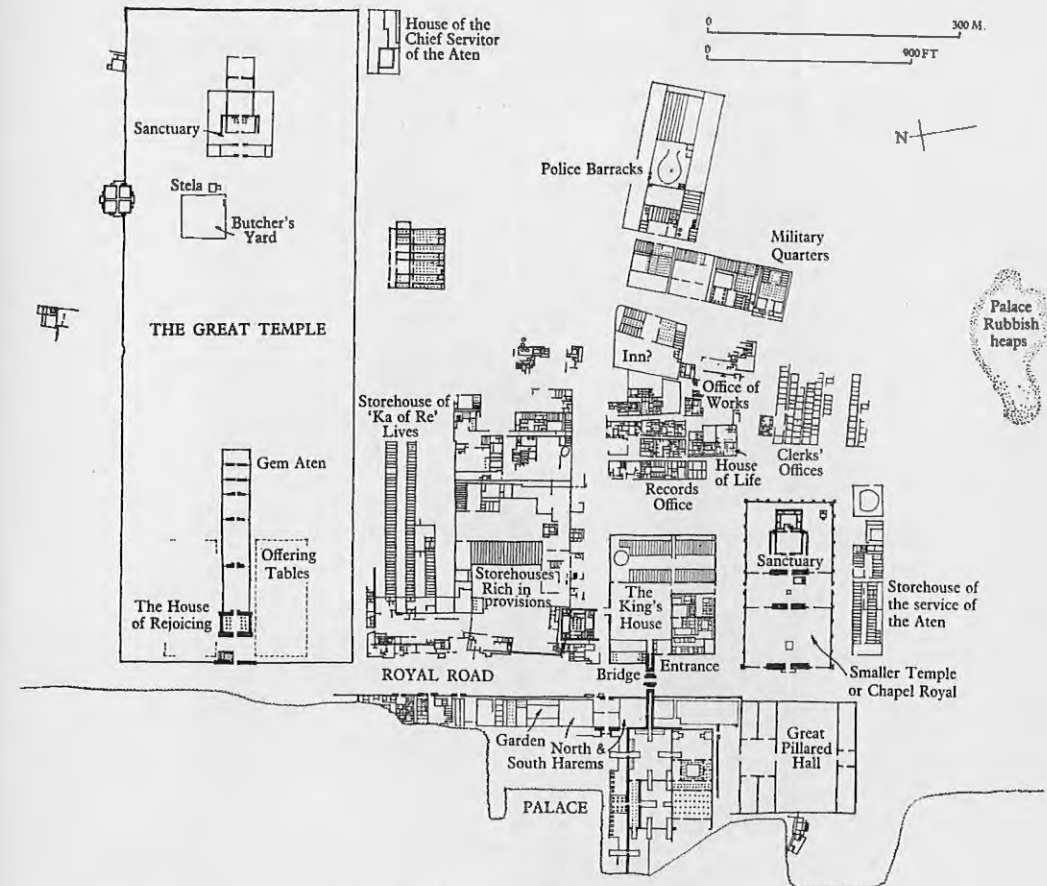 House of the
Chief Servitor
of the Aten
0
300 M.
0
900 FT
N
Sanctuary
Police Barracks
Stela
Butcher's
Yard
Military
Quarters
THE GREAT TEMPLE
Palace
Rubbish
heaps
Inn?
Office of
Works
Storehouse of
'Ka of Re'
Lives
Gem Aten
House
of Life
Clerks'
Offices
Records
Office
Offering
Tables
Sanctuary
Storehouses
Rich in
provisions
The
King's
House
Storehouse of
the service of
the Aten
The House
of Rejoicing
ROYAL ROAD
Bridge
Entrance
Smaller Temple
or Chapel Royal
Garden
North &
South Harems
Great
Pillared
Hall
PALACE